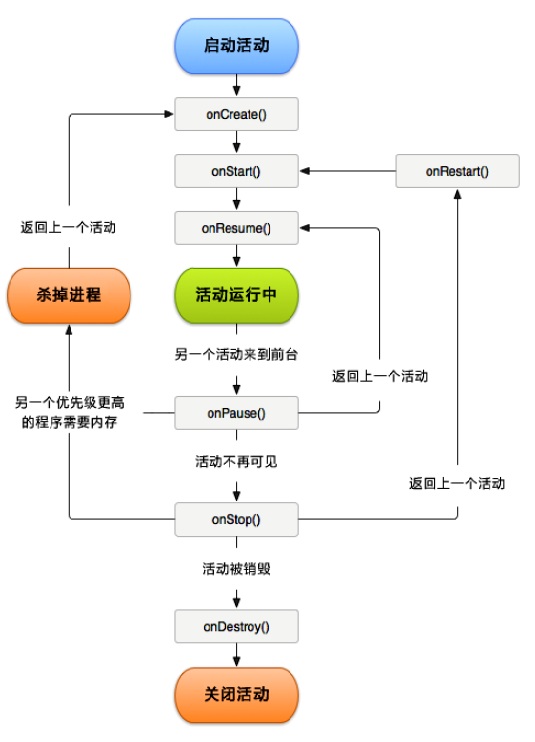 启动活动
onCreate()
onStart()
onRestart()
onResume()
返回上一个活动
杀掉进程
活动运行中
另一个活动来到前台
返回上一个活动
另一个优先级更高
的程序需要内存
onPause()
活动不再可见
返回上一个活动
onStop()
活动被销毁
onDestroy()
关闭活动